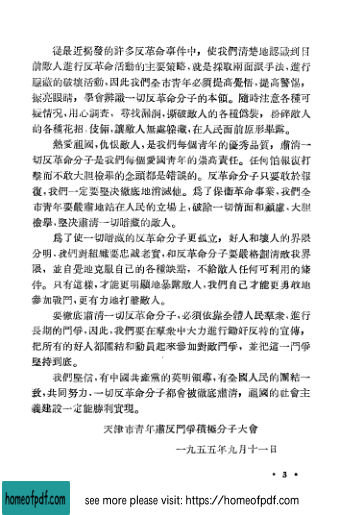 從最近揭發的許多反革命事件中，使我們清楚地認識到目
前敵人進行反革命活動的主要策略，就是採取兩面派手法、進行
隱蔽的破壞活動，因此我們全市青年必須提高覺悟、提高警惕，
擦亮眼睛，學會辨識一切反革命分子的本領。隨時注意各種可
疑情况，用心調查，尋找漏洞，撕破敵人的各種僞裝，粉碎敵人
的各種花招、伎倆，讓敵人無處躱藏，在人民面前原形畢露。
熱愛祖國，仇恨敵人，是我們每個青年的優秀品質，肅清一
切反革命分子是我們每個愛國青年的崇高責任。任何怕報復打
擊而不敢大胆檢舉的念頭都是錯誤的。反革命分子只要敢於報
復，我們一定要堅决徹底地消滅他。爲了保衛革命事業，我們全
市青年要嚴肅地站在人民的立場上，破除一切情面和顧慮，大胆
檢舉，堅决肅清一切暗藏的敵人。
爲了使一切暗藏的反革命分子更孤立，好人和壞人的界限
分明，我們對組織要忠誠老實，和反革命分子要嚴格劃清敵我界
限，並自覺地克服自己的各種缺點，不給敵人任何可利用的條
件。只有這樣，才能更明顯地暴露敵人，我們自己才能更勇敢地
參加戰鬥，更有力地打擊敵人。
要徹底肅清一切反革命分子，必須依靠全體人民羣衆，進行
長期的鬥爭，因此，我們要在羣衆中大力進行肅奸反特的宣傳，
把所有的好人都團結和動員起來參加對敵鬥爭，並把這一鬥爭
堅持到底。
我們堅信，有中國共產黨的英明領導，有全國人民的團結一
致，共同努力，一切反革命分子都會被徹底肅清，祖國的社會主
義建設一定能勝利實現。
天津市青年肅反鬥爭積極分子大會
一九五五年九月十一日
• 3 •
homeofpdf.com
see more please visit: https://homeofpdf.com